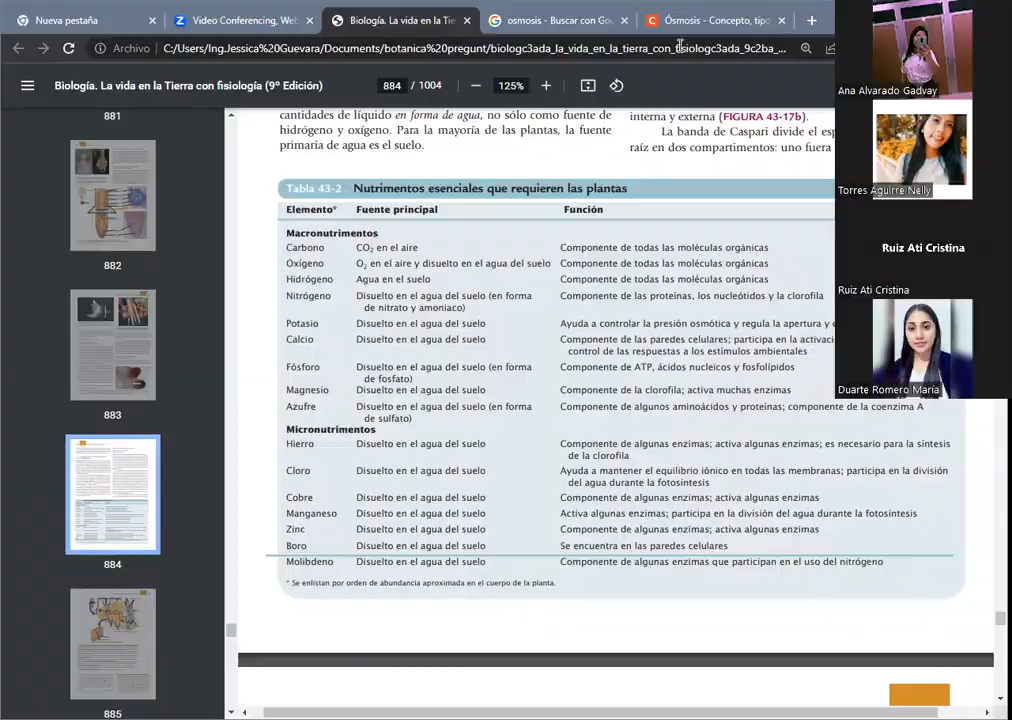 Nueva pestaña
Video Conferencing, Web
Biología. La vida en la Tie
osmosis - Buscar con Go
Ósmosis - Concepto, tipo
Archivo
C:/Users/Ing.Jessica%20Guevara/Documents/botanica%20pregunt/biologc3ada_la_vida_en_la_tierra_con_fisiologc3ada_9c2ba_...
Biología. La vida en la Tierra con fisiología (9º Edición)
884 / 1004
125%
881
882
883
884
885
cantidades de líquido en forma de agua, no sólo como fuente de
hidrógeno y oxígeno. Para la mayoría de las plantas, la fuente
primaria de agua es el suelo.
interna y externa (FIGURA 43-17b).
La banda de Caspari divide el esp
raíz en dos compartimentos: uno fuera
Tabla 43-2 Nutrimentos esenciales que requieren las plantas
Elemento* Fuente principal Función
Macronutrimentos
Carbono CO₂ en el aire Componente de todas las moléculas orgánicas
Oxígeno O₂ en el aire y disuelto en el agua del suelo Componente de todas las moléculas orgánicas
Hidrógeno Agua en el suelo Componente de todas las moléculas orgánicas
Nitrógeno Disuelto en el agua del suelo (en forma Componente de las proteínas, los nucleótidos y la clorofila
de nitrato y amoniaco)
Potasio Disuelto en el agua del suelo Ayuda a controlar la presión osmótica y regula la apertura y
Calcio Disuelto en el agua del suelo Componente de las paredes celulares; participa en la activaci
control de las respuestas a los estímulos ambientales
Fósforo Disuelto en el agua del suelo (en forma Componente de ATP, ácidos nucleicos y fosfolípidos
de fosfato)
Magnesio Disuelto en el agua del suelo Componente de la clorofila; activa muchas enzimas
Azufre Disuelto en el agua del suelo (en forma Componente de algunos aminoácidos y proteínas; componente de la coenzima A
de sulfato)
Micronutrimentos
Hierro Disuelto en el agua del suelo Componente de algunas enzimas; activa algunas enzimas; es necesario para la síntesis
de la clorofila
Cloro Disuelto en el agua del suelo Ayuda a mantener el equilibrio iónico en todas las membranas; participa en la división
del agua durante la fotosíntesis
Cobre Disuelto en el agua del suelo Componente de algunas enzimas; activa algunas enzimas
Manganeso Disuelto en el agua del suelo Activa algunas enzimas; participa en la división del agua durante la fotosíntesis
Zinc Disuelto en el agua del suelo Componente de algunas enzimas; activa algunas enzimas
Boro Disuelto en el agua del suelo Se encuentra en las paredes celulares
Molibdeno Disuelto en el agua del suelo Componente de algunas enzimas que participan en el uso del nitrógeno
* Se enlistan por orden de abundancia aproximada en el cuerpo de la planta.
Ana Alvarado Gadvay
Torres Aguirre Nelly
Ruiz Ati Cristina
Ruiz Ati Cristina
Duarte Romero María